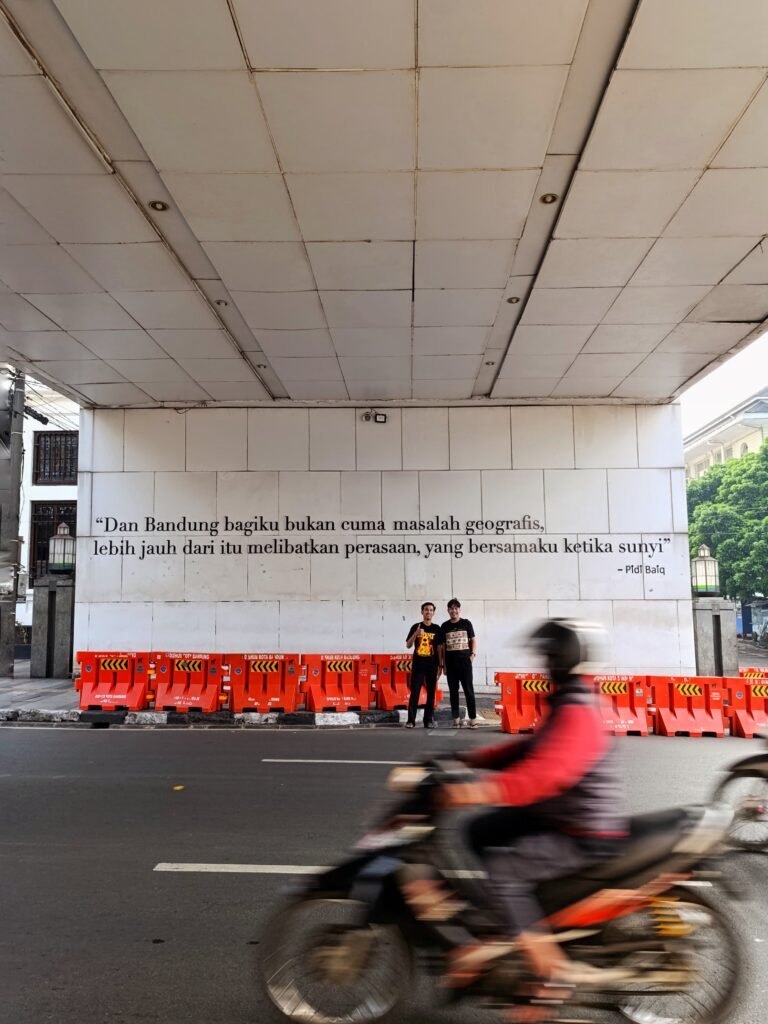 “Dan Bandung bagiku bukan cuma masalah geografis,
lebih jauh dari itu melibatkan perasaan, yang bersamaku ketika sunyi”
– Pidi Baiq